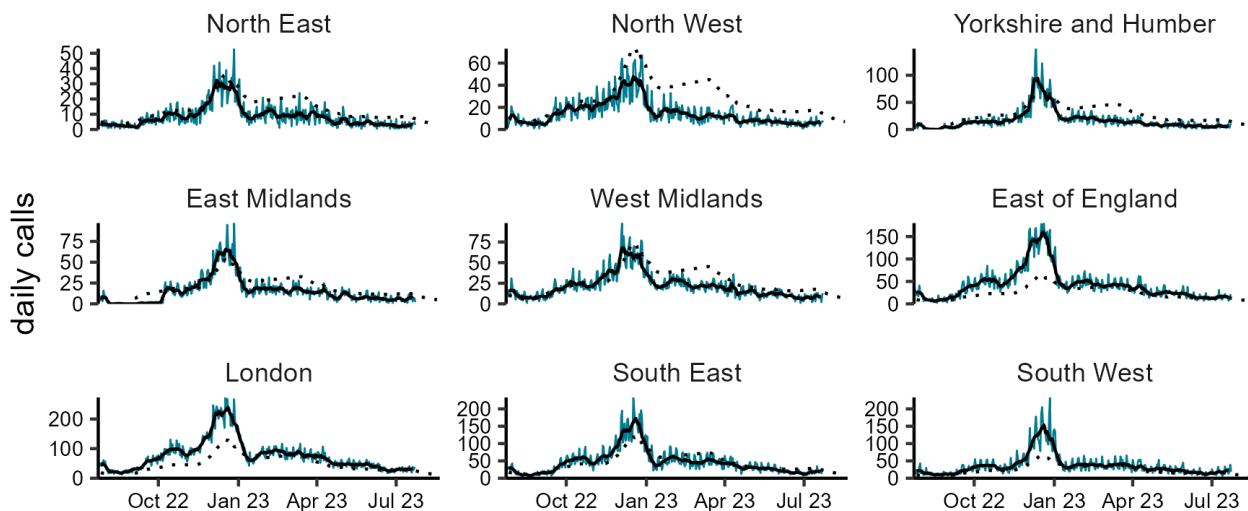 North East
North West
Yorkshire and Humber
50
40
30
20
10
0
60
40
20
0
100
50
0
daily calls
East Midlands
West Midlands
East of England
75
50
25
0
75
50
25
0
150
100
50
0
London
South East
South West
200
100
0
200
150
100
50
0
200
150
100
50
0
Oct 22 Jan 23 Apr 23 Jul 23
Oct 22 Jan 23 Apr 23 Jul 23
Oct 22 Jan 23 Apr 23 Jul 23